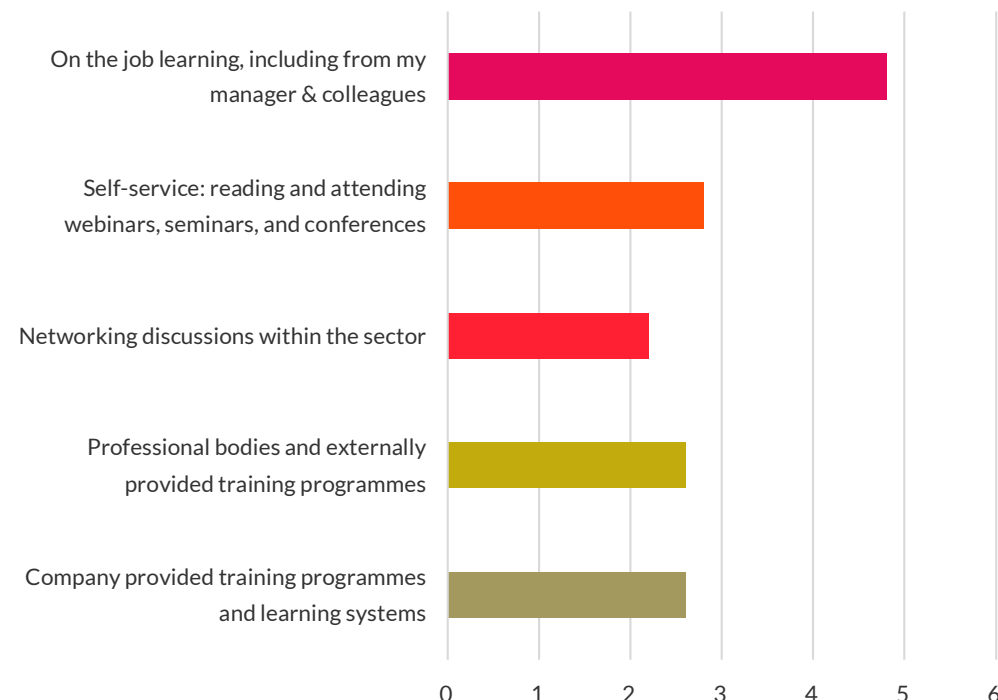 On the job learning, including from my
manager & colleagues
Self-service: reading and attending
webinars, seminars, and conferences
Networking discussions within the sector
Professional bodies and externally
provided training programmes
Company provided training programmes
and learning systems
0 1 2 3 4 5 6